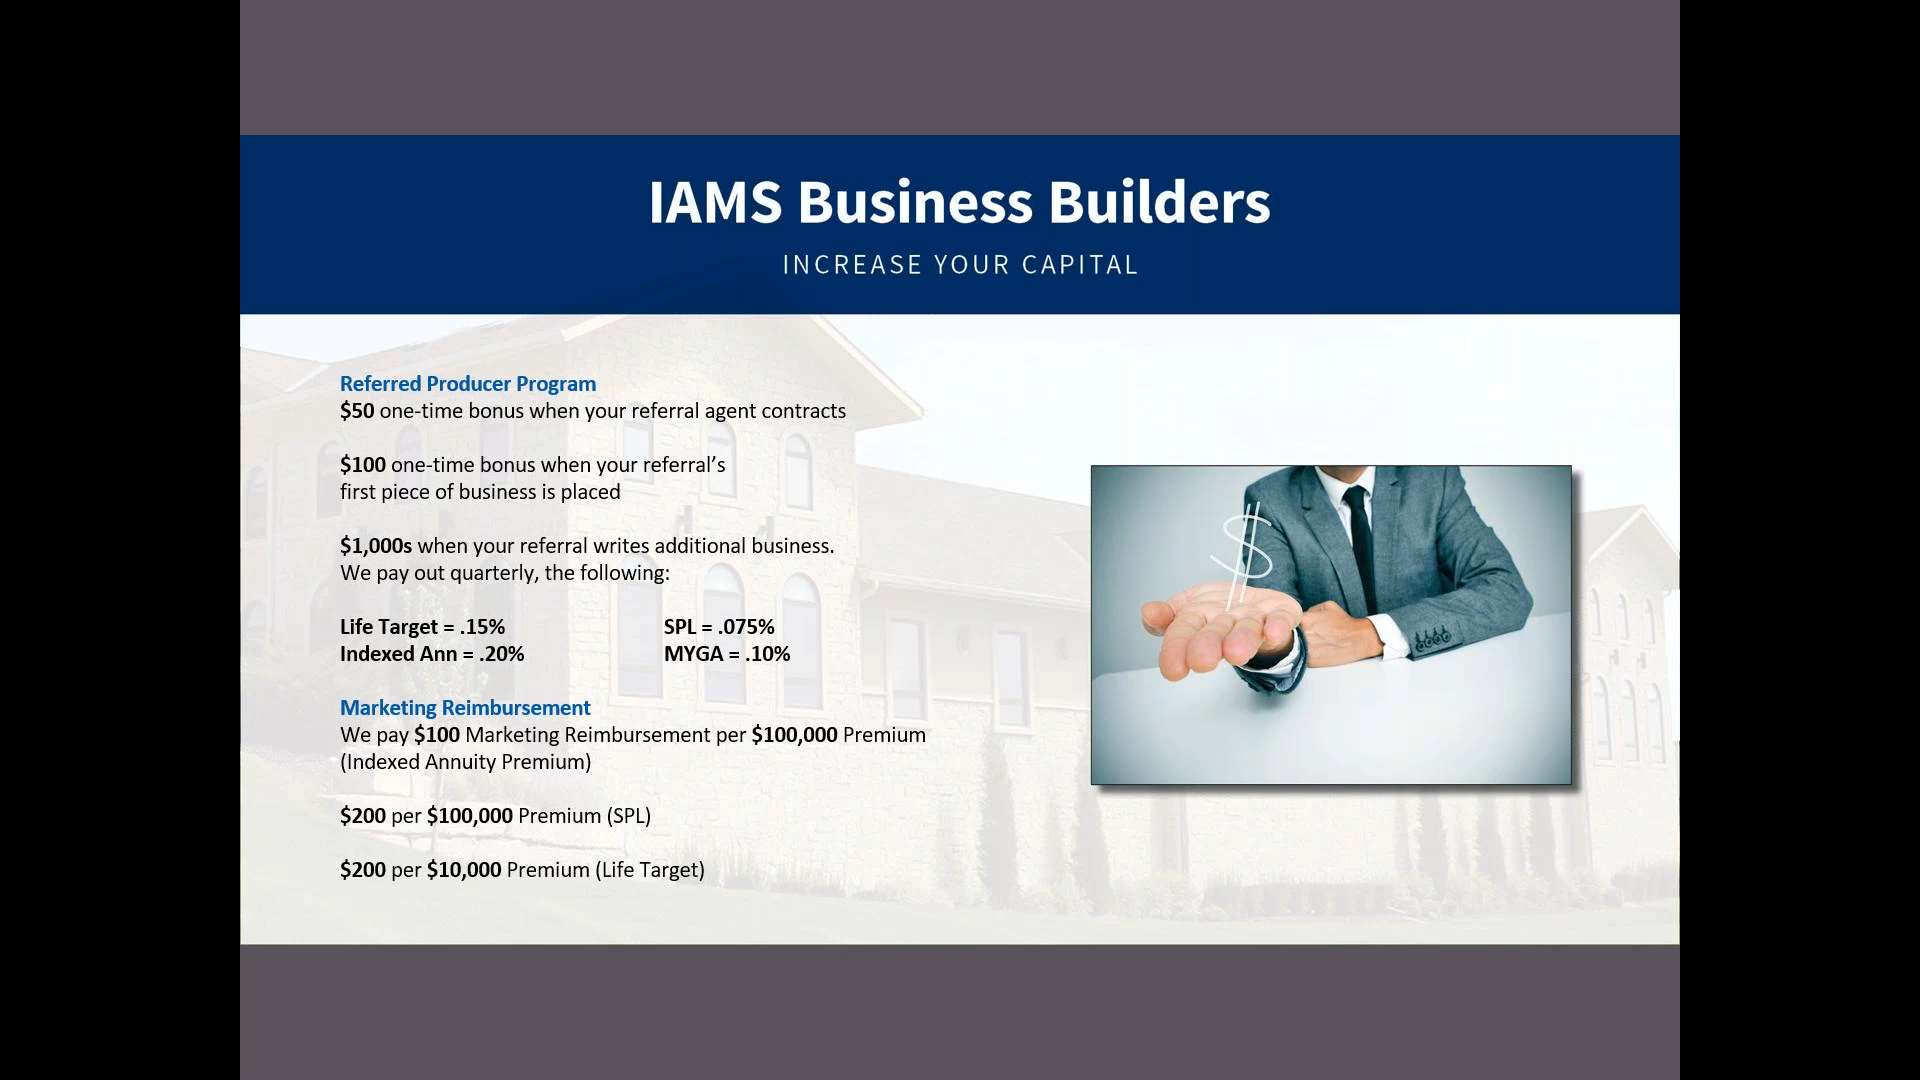 IAMS Business Builders
INCREASE YOUR CAPITAL
Referred Producer Program
$50 one-time bonus when your referral agent contracts
$100 one-time bonus when your referral’s
first piece of business is placed
$1,000s when your referral writes additional business.
We pay out quarterly, the following:
Life Target = .15% SPL = .075%
Indexed Ann = .20% MYGA = .10%
Marketing Reimbursement
We pay $100 Marketing Reimbursement per $100,000 Premium
(Indexed Annuity Premium)
$200 per $100,000 Premium (SPL)
$200 per $10,000 Premium (Life Target)
$